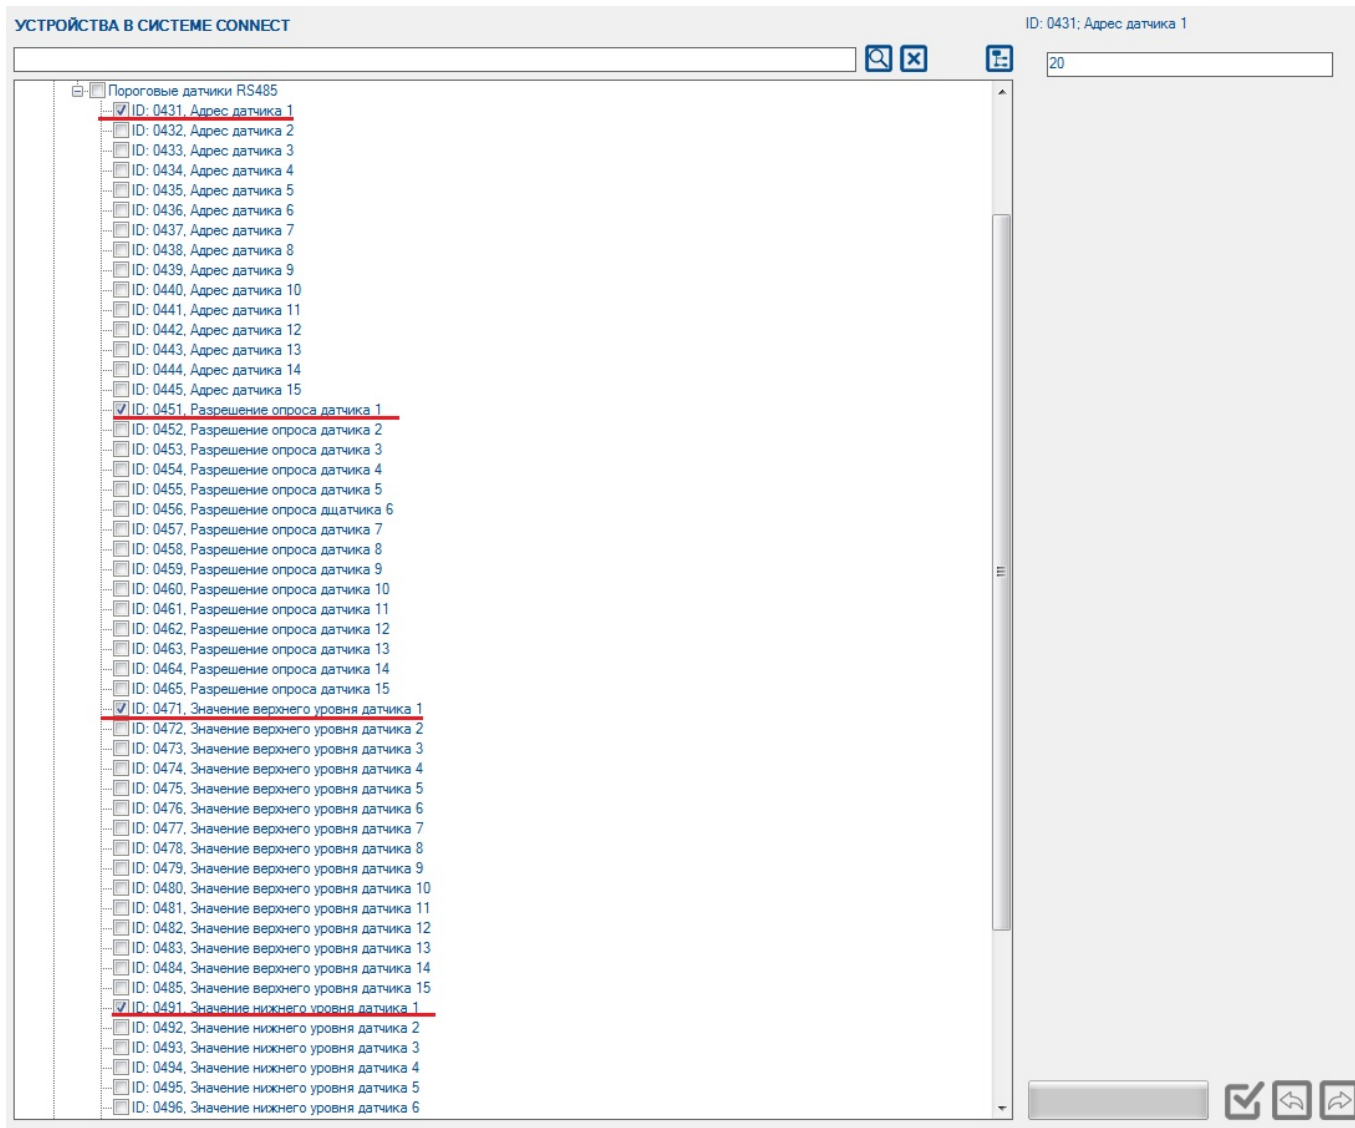 УСТРОЙСТВА В СИСТЕМЕ CONNECT
ID: 0431; Адрес датчика 1
20
Пороговые датчики RS485
ID: 0431, Адрес датчика 1
ID: 0432, Адрес датчика 2
ID: 0433, Адрес датчика 3
ID: 0434, Адрес датчика 4
ID: 0435, Адрес датчика 5
ID: 0436, Адрес датчика 6
ID: 0437, Адрес датчика 7
ID: 0438, Адрес датчика 8
ID: 0439, Адрес датчика 9
ID: 0440, Адрес датчика 10
ID: 0441, Адрес датчика 11
ID: 0442, Адрес датчика 12
ID: 0443, Адрес датчика 13
ID: 0444, Адрес датчика 14
ID: 0445, Адрес датчика 15
ID: 0451, Разрешение опроса датчика 1
ID: 0452, Разрешение опроса датчика 2
ID: 0453, Разрешение опроса датчика 3
ID: 0454, Разрешение опроса датчика 4
ID: 0455, Разрешение опроса датчика 5
ID: 0456, Разрешение опроса дщатчика 6
ID: 0457, Разрешение опроса датчика 7
ID: 0458, Разрешение опроса датчика 8
ID: 0459, Разрешение опроса датчика 9
ID: 0460, Разрешение опроса датчика 10
ID: 0461, Разрешение опроса датчика 11
ID: 0462, Разрешение опроса датчика 12
ID: 0463, Разрешение опроса датчика 13
ID: 0464, Разрешение опроса датчика 14
ID: 0465, Разрешение опроса датчика 15
ID: 0471, Значение верхнего уровня датчика 1
ID: 0472, Значение верхнего уровня датчика 2
ID: 0473, Значение верхнего уровня датчика 3
ID: 0474, Значение верхнего уровня датчика 4
ID: 0475, Значение верхнего уровня датчика 5
ID: 0476, Значение верхнего уровня датчика 6
ID: 0477, Значение верхнего уровня датчика 7
ID: 0478, Значение верхнего уровня датчика 8
ID: 0479, Значение верхнего уровня датчика 9
ID: 0480, Значение верхнего уровня датчика 10
ID: 0481, Значение верхнего уровня датчика 11
ID: 0482, Значение верхнего уровня датчика 12
ID: 0483, Значение верхнего уровня датчика 13
ID: 0484, Значение верхнего уровня датчика 14
ID: 0485, Значение верхнего уровня датчика 15
ID: 0491, Значение нижнего уровня датчика 1
ID: 0492, Значение нижнего уровня датчика 2
ID: 0493, Значение нижнего уровня датчика 3
ID: 0494, Значение нижнего уровня датчика 4
ID: 0495, Значение нижнего уровня датчика 5
ID: 0496, Значение нижнего уровня датчика 6